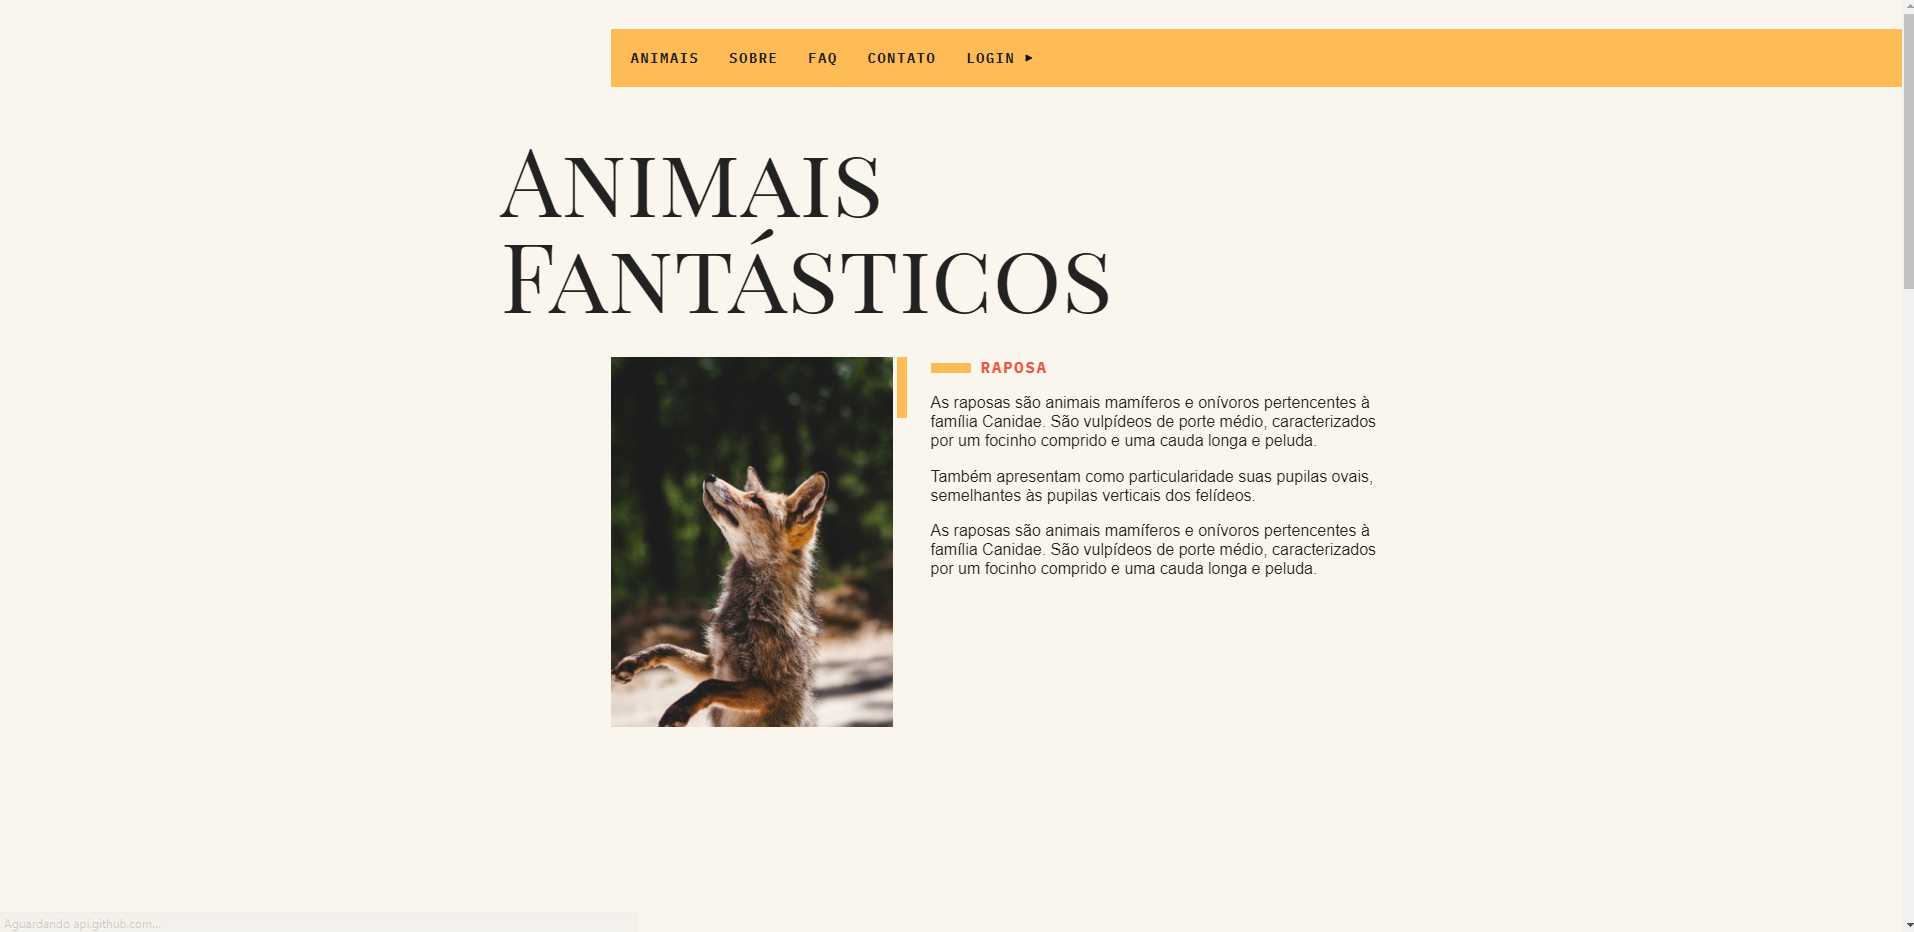 ANIMAIS SOBRE FAQ CONTATO LOGIN ▸
ANIMAIS
FANTÁSTICOS
RAPOSA
As raposas são animais mamíferos e onívoros pertencentes à
família Canidae. São vulpídeos de porte médio, caracterizados
por um focinho comprido e uma cauda longa e peluda.
Também apresentam como particularidade suas pupilas ovais,
semelhantes às pupilas verticais dos felídeos.
As raposas são animais mamíferos e onívoros pertencentes à
família Canidae. São vulpídeos de porte médio, caracterizados
por um focinho comprido e uma cauda longa e peluda.
Aguardando api.github.com...